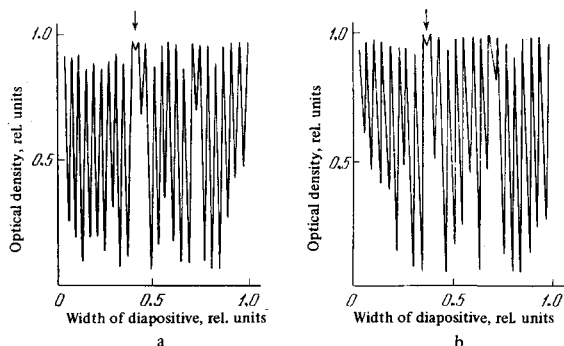 1.0
0.5
0
0.5
1.0
Optical density, rel. units
Width of diapositive, rel. units
a
1.0
0.5
0
0.5
1.0
Optical density, rel. units
Width of diapositive, rel. units
b